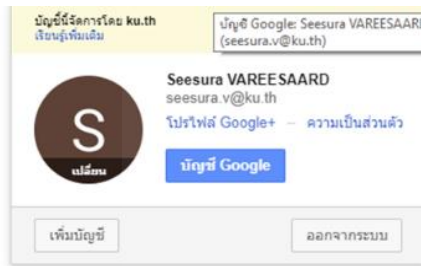 บัญชีนี้จัดการโดย ku.th
เรียนรู้เพิ่มเติม
บัญชี Google: Seesura VAREESAARD
(seesura.v@ku.th)
Seesura VAREESAARD
seesura.v@ku.th
โปรไฟล์ Google+ – ความเป็นส่วนตัว
S
เปลี่ยน
บัญชี Google
เพิ่มบัญชี
ออกจากระบบ